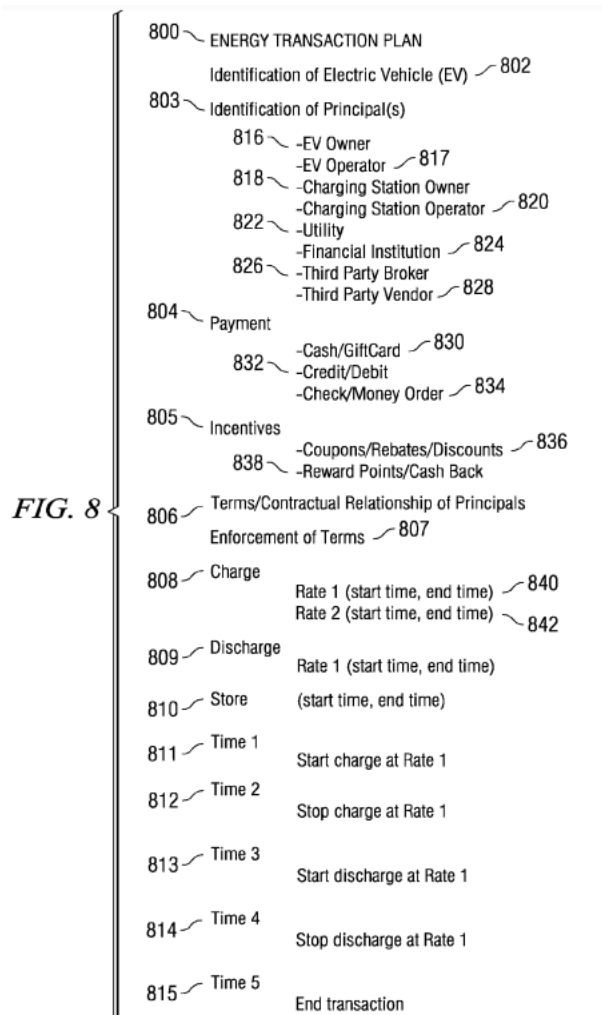 800 ENERGY TRANSACTION PLAN
Identification of Electric Vehicle (EV) 802
803 Identification of Principal(s)
816 -EV Owner
-EV Operator 817
818 -Charging Station Owner
-Charging Station Operator 820
822 -Utility
-Financial Institution 824
826 -Third Party Broker
-Third Party Vendor 828
804 Payment
-Cash/GiftCard 830
832 -Credit/Debit
-Check/Money Order 834
805 Incentives
-Coupons/Rebates/Discounts 836
838 -Reward Points/Cash Back
FIG. 8
806 Terms/Contractual Relationship of Principals
Enforcement of Terms 807
808 Charge
Rate 1 (start time, end time) 840
Rate 2 (start time, end time) 842
809 Discharge
Rate 1 (start time, end time)
810 Store (start time, end time)
811 Time 1
Start charge at Rate 1
812 Time 2
Stop charge at Rate 1
813 Time 3
Start discharge at Rate 1
814 Time 4
Stop discharge at Rate 1
815 Time 5
End transaction